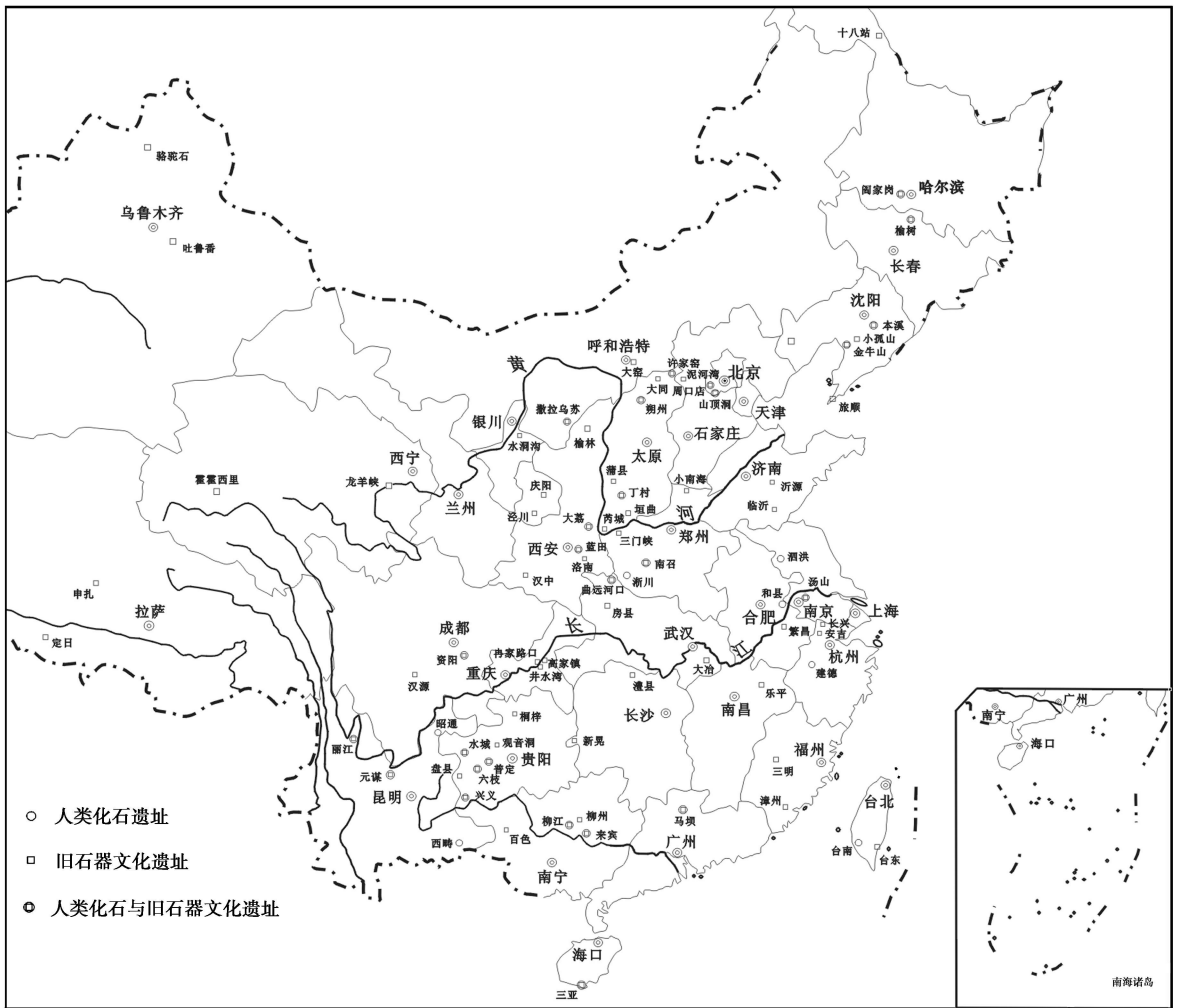 十八站
骆驼石
乌鲁木齐
吐鲁番
阎家岗
哈尔滨
榆树
长春
沈阳
本溪
小孤山
金牛山
旅顺
呼和浩特
大窑
许家窑
泥河湾
北京
大同
周口店
山顶洞
朔州
天津
黄
银川
撒拉乌苏
水洞沟
榆林
太原
石家庄
西宁
龙羊峡
兰州
霍霍西里
庆阳
泾川
蒲县
丁村
小南海
济南
沂源
临沂
大荔
芮城
垣曲
河
三门峡
郑州
西安
蓝田
洛南
南召
淅川
汉中
曲远河口
房县
泗洪
汤山
和县
合肥
南京
上海
繁昌
长兴
安吉
杭州
建德
申扎
拉萨
定日
成都
资阳
重庆
冉家路口
高家镇
井水湾
长
武汉
江
大冶
汉源
澧县
长沙
南昌
乐平
昭通
桐梓
丽江
水城
观音洞
新晃
元谋
盘县
普定
贵阳
六枝
昆明
兴义
福州
三明
漳州
台北
台南
台东
柳江
柳州
来宾
马坝
西畴
百色
广州
南宁
海口
三亚
人类化石遗址
旧石器文化遗址
人类化石与旧石器文化遗址
广州
南宁
海口
南海诸岛